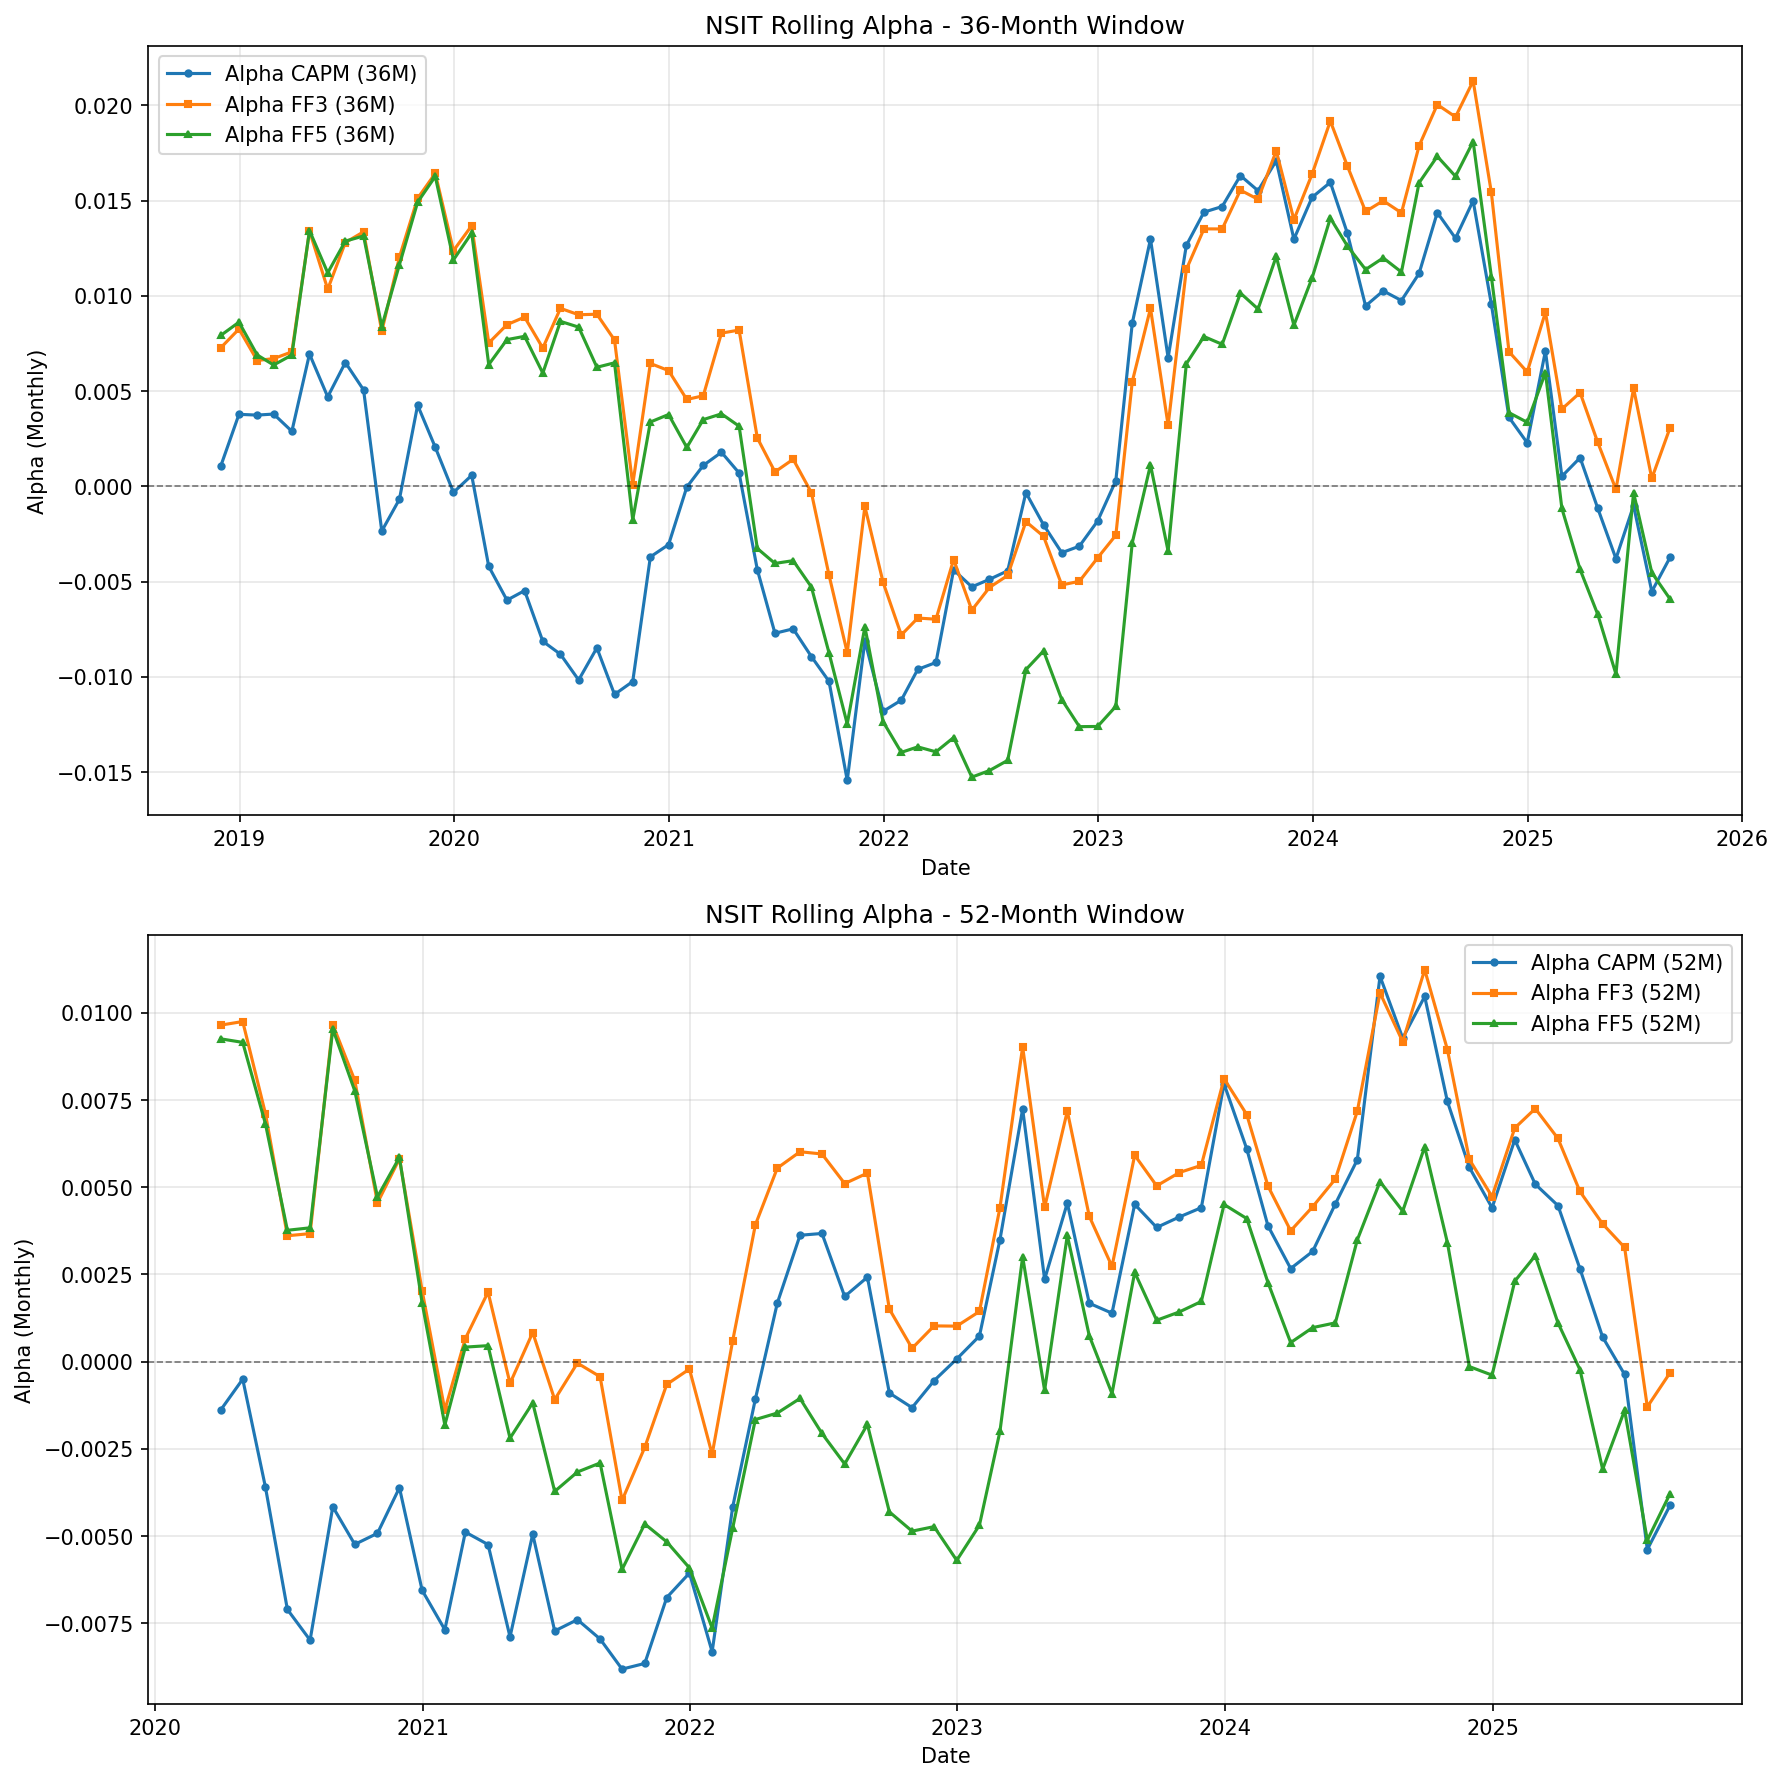 NSIT Rolling Alpha - 36-Month Window
Alpha CAPM (36M)
Alpha FF3 (36M)
Alpha FF5 (36M)
Alpha (Monthly)
0.020
0.015
0.010
0.005
0.000
−0.005
−0.010
−0.015
2019 2020 2021 2022 2023 2024 2025 2026
Date
NSIT Rolling Alpha - 52-Month Window
Alpha CAPM (52M)
Alpha FF3 (52M)
Alpha FF5 (52M)
Alpha (Monthly)
0.0100
0.0075
0.0050
0.0025
0.0000
−0.0025
−0.0050
−0.0075
2020 2021 2022 2023 2024 2025
Date